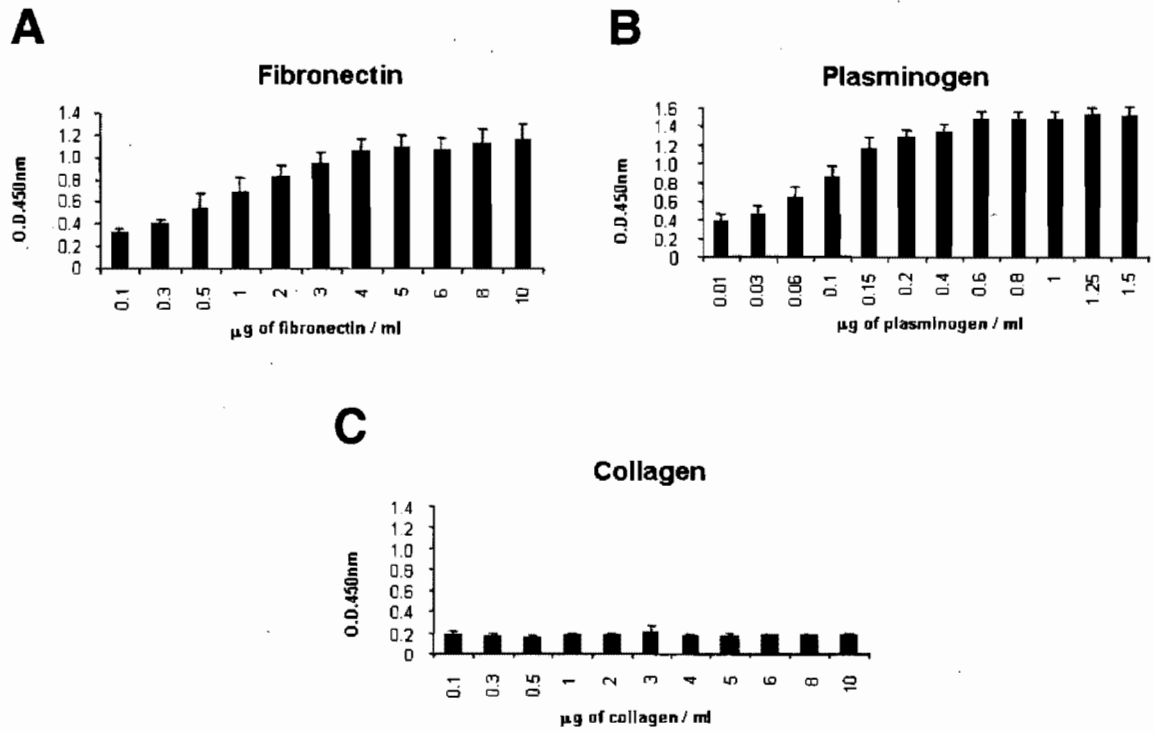 A
Fibronectin
O.D.450nm
1.4
1.2
1.0
0.8
0.6
0.4
0.2
0
0.1 0.3 0.5 1 2 3 4 5 6 8 10
µg of fibronectin / ml
B
Plasminogen
O.D.450nm
1.6
1.4
1.2
1.0
0.8
0.6
0.4
0.2
0
0.01 0.03 0.06 0.1 0.15 0.2 0.4 0.6 0.8 1 1.25 1.5
µg of plasminogen / ml
C
Collagen
O.D.450nm
1.4
1.2
1.0
0.8
0.6
0.4
0.2
0
0.1 0.3 0.5 1 2 3 4 5 6 8 10
µg of collagen / ml